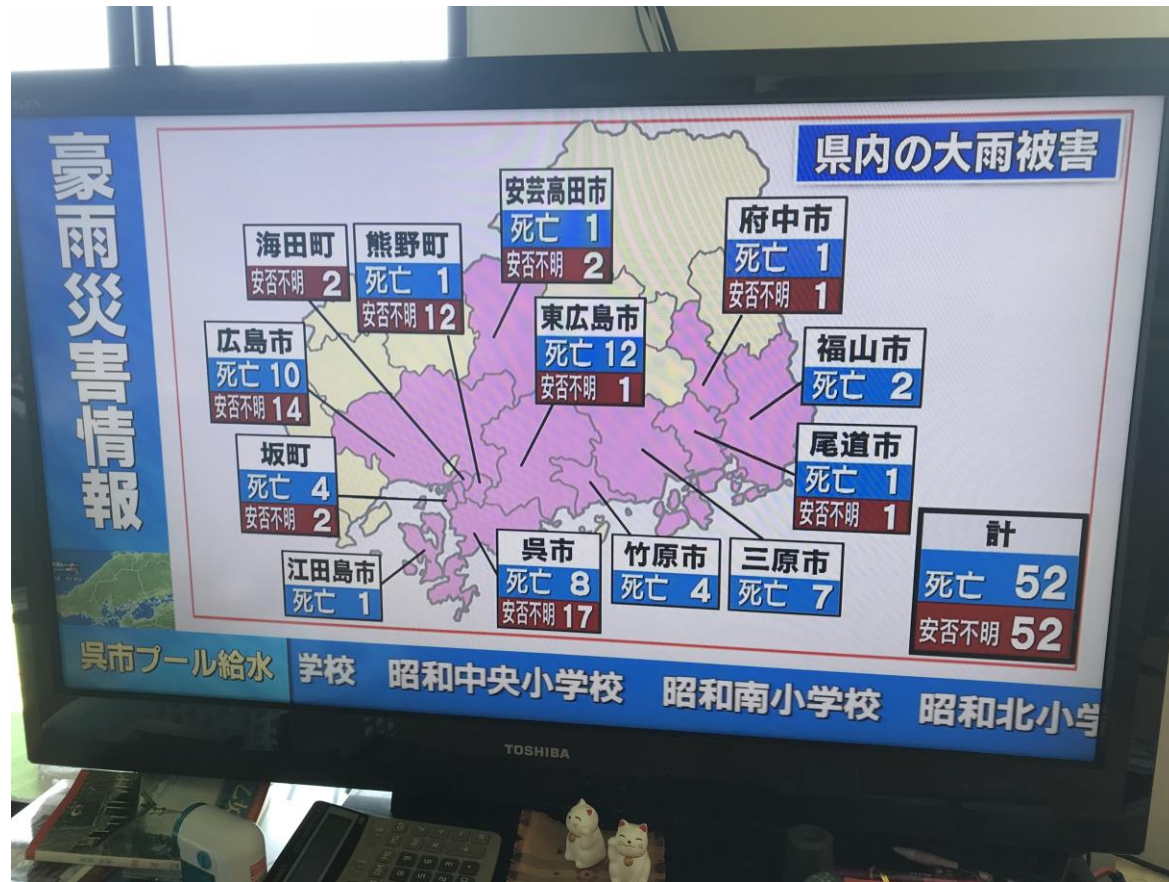 豪雨災害情報
県内の大雨被害
安芸高田市
死亡 1
安否不明 2
府中市
死亡 1
安否不明 1
海田町
安否不明 2
熊野町
死亡 1
安否不明 12
東広島市
死亡 12
安否不明 1
広島市
死亡 10
安否不明 14
福山市
死亡 2
坂町
死亡 4
安否不明 2
尾道市
死亡 1
安否不明 1
江田島市
死亡 1
呉市
死亡 8
安否不明 17
竹原市
死亡 4
三原市
死亡 7
計
死亡 52
安否不明 52
呉市プール給水
学校 昭和中央小学校 昭和南小学校 昭和北小学
TOSHIBA